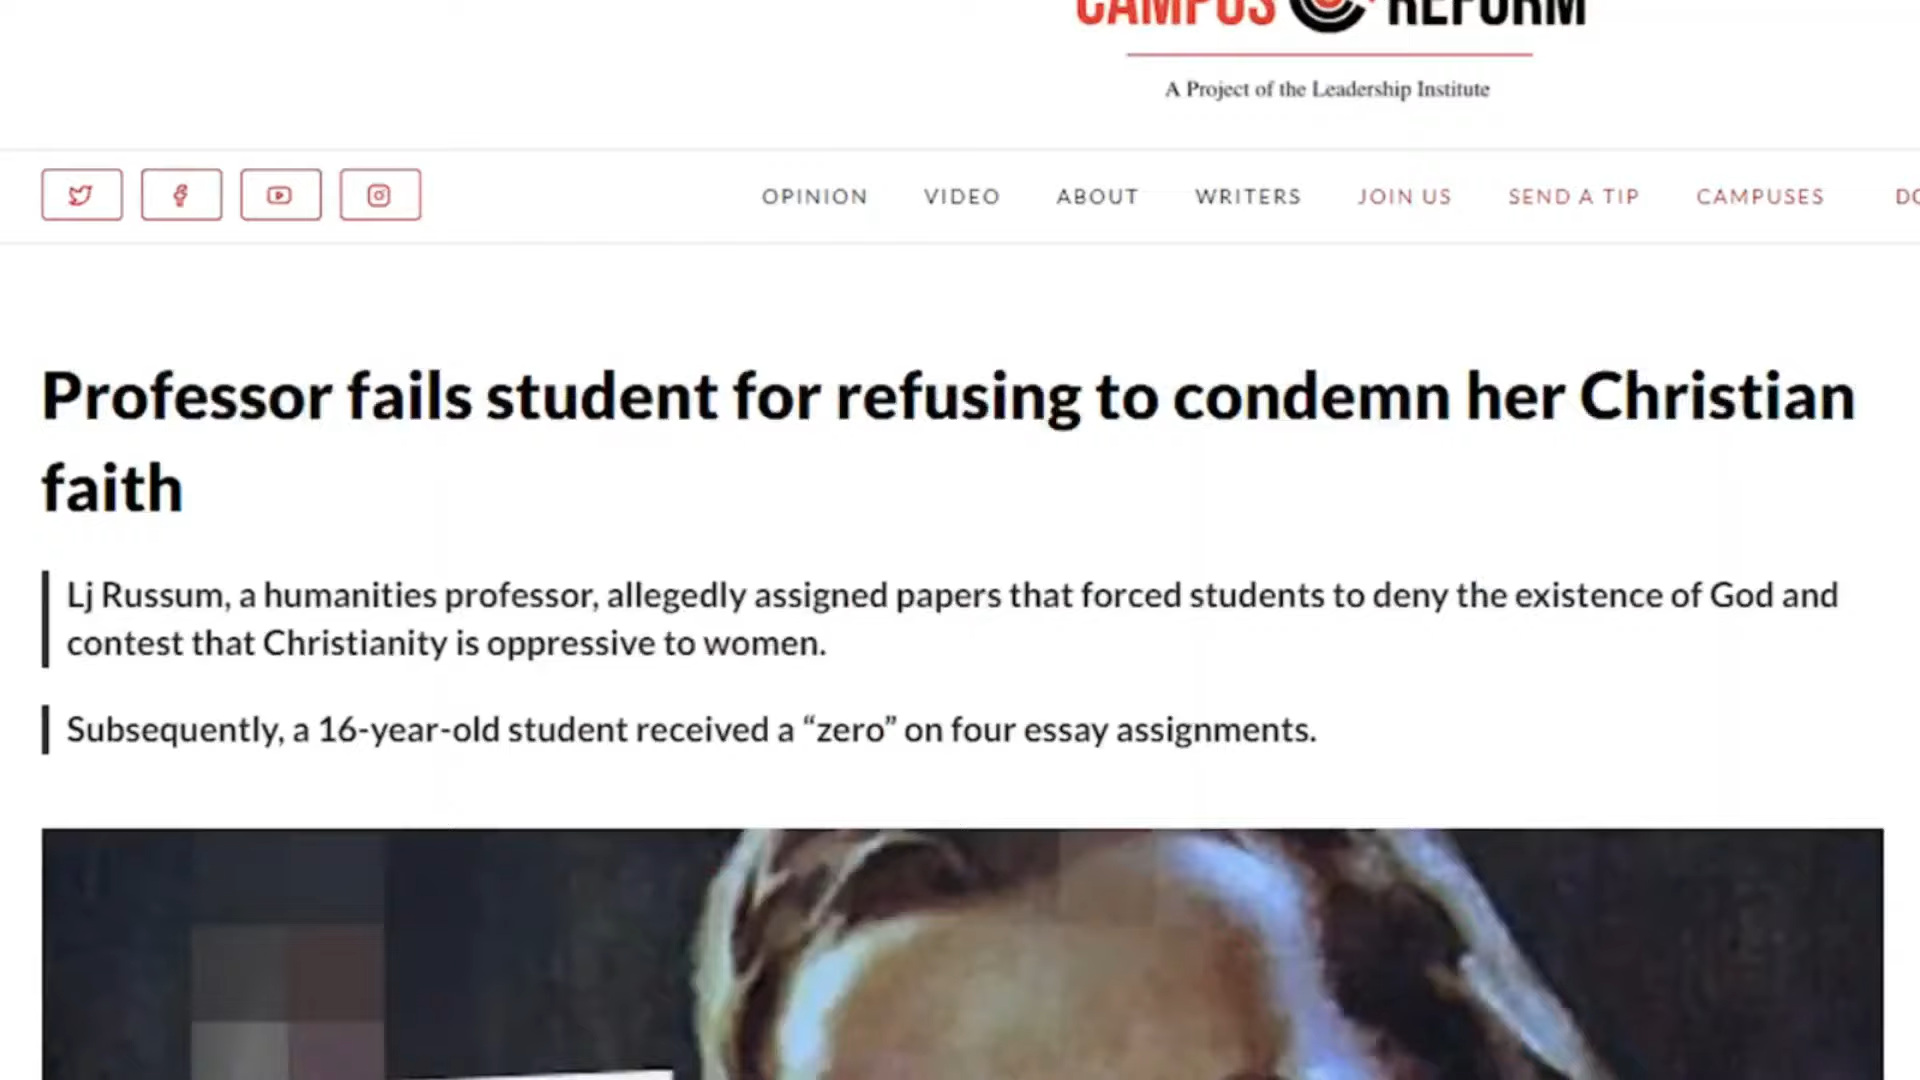 CAMPUS REFORM
A Project of the Leadership Institute
OPINION VIDEO ABOUT WRITERS JOIN US SEND A TIP CAMPUSES DO
Professor fails student for refusing to condemn her Christian
faith
Lj Russum, a humanities professor, allegedly assigned papers that forced students to deny the existence of God and
contest that Christianity is oppressive to women.
Subsequently, a 16-year-old student received a “zero” on four essay assignments.